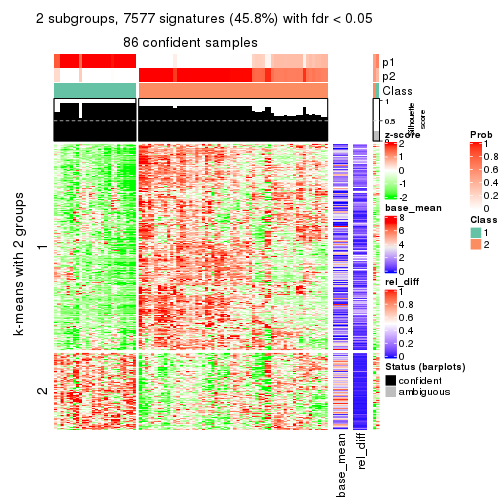 2 subgroups, 7577 signatures (45.8%) with fdr < 0.05
86 confident samples
p1
p2
Class
1
0.5
0
Silhouette
score
k-means with 2 groups
1
2
base_mean
rel_diff
z-score
2
1
0
-1
-2
base_mean
8
6
4
2
0
rel_diff
1
0.8
0.6
0.4
0.2
0
Status (barplots)
confident
ambiguous
Prob
1
0.8
0.6
0.4
0.2
0
Class
1
2